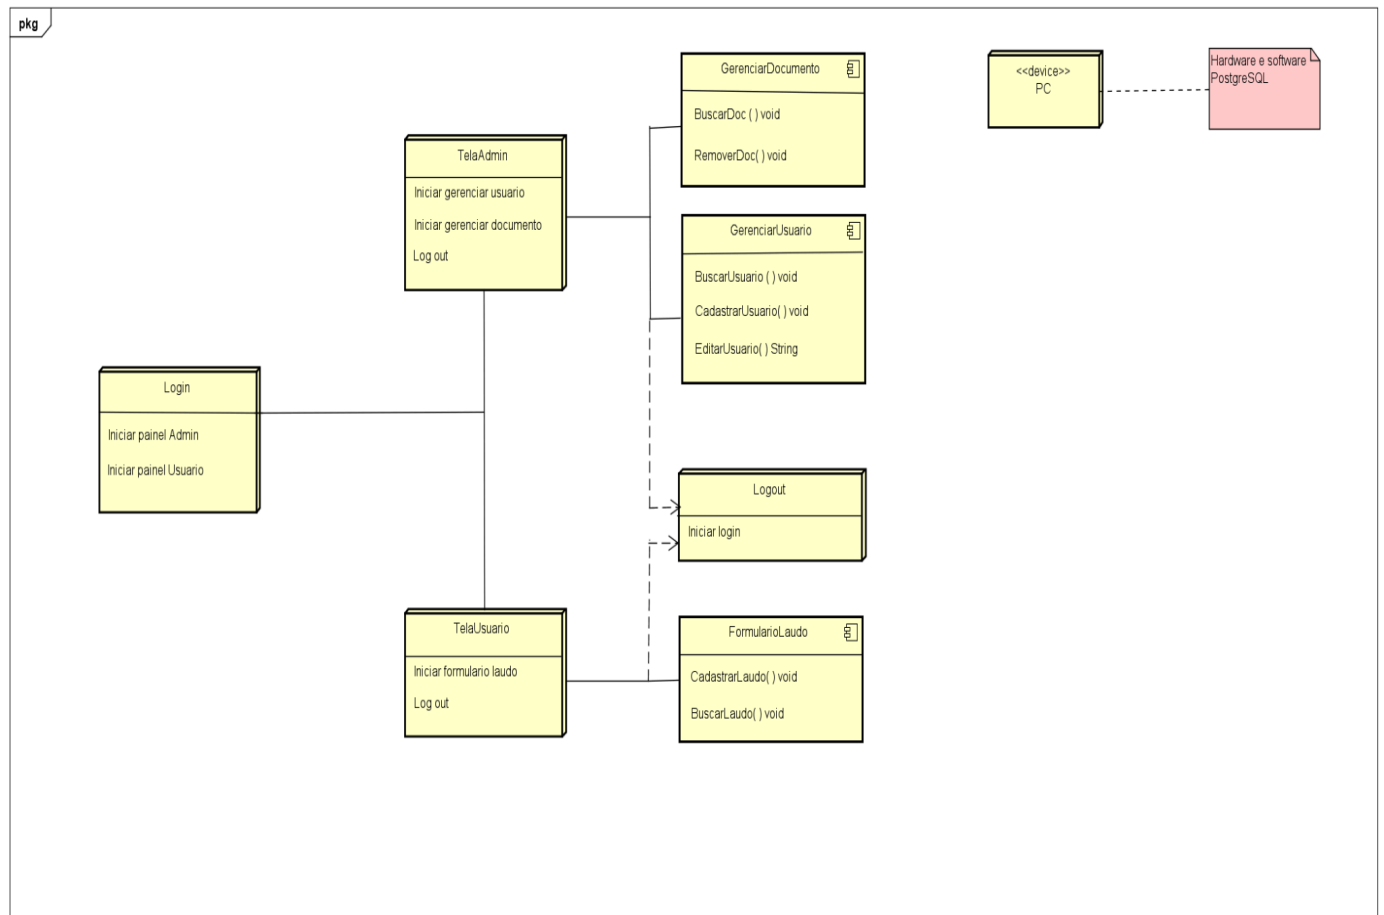 pkg
GerenciarDocumento
BuscarDoc ( ) void
RemoverDoc( ) void
<<device>>
PC
Hardware e software
PostgreSQL
TelaAdmin
Iniciar gerenciar usuario
Iniciar gerenciar documento
Log out
GerenciarUsuario
BuscarUsuario ( ) void
CadastrarUsuario( ) void
EditarUsuario( ) String
Login
Iniciar painel Admin
Iniciar painel Usuario
Logout
Iniciar login
TelaUsuario
Iniciar formulario laudo
Log out
FormularioLaudo
CadastrarLaudo( ) void
BuscarLaudo( ) void